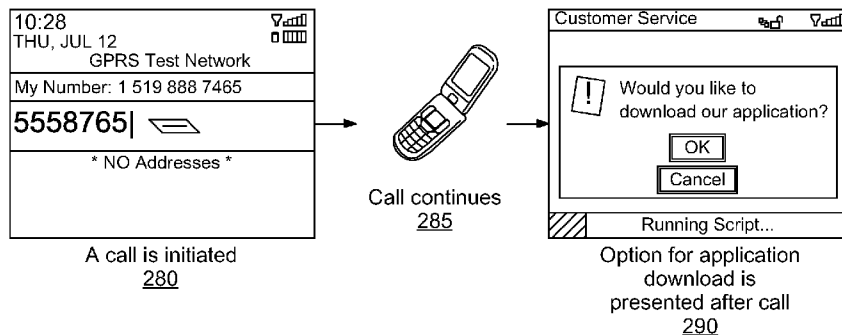 10:28
THU, JUL 12
GPRS Test Network
My Number: 1 519 888 7465
5558765
* NO Addresses *
A call is initiated
280
Call continues
285
Customer Service
!
Would you like to
download our application?
OK
Cancel
Running Script...
Option for application
download is
presented after call
290